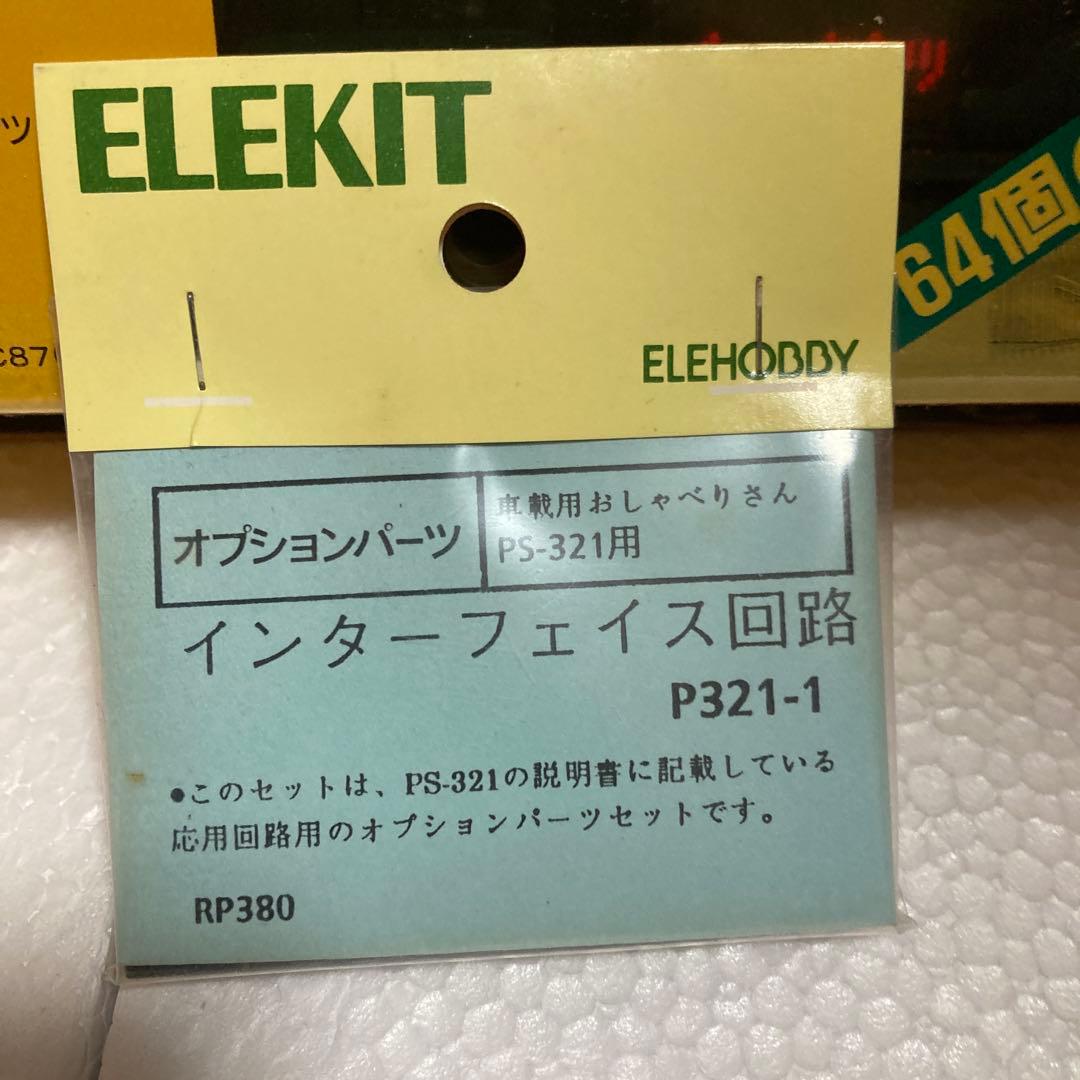 ELEKIT
64個
ELEHOBBY
オプションパーツ
車載用おしゃべりさん
PS-321用
インターフェイス回路
P321-1
●このセットは、PS-321の説明書に記載している
応用回路用のオプションパーツセットです。
RP380